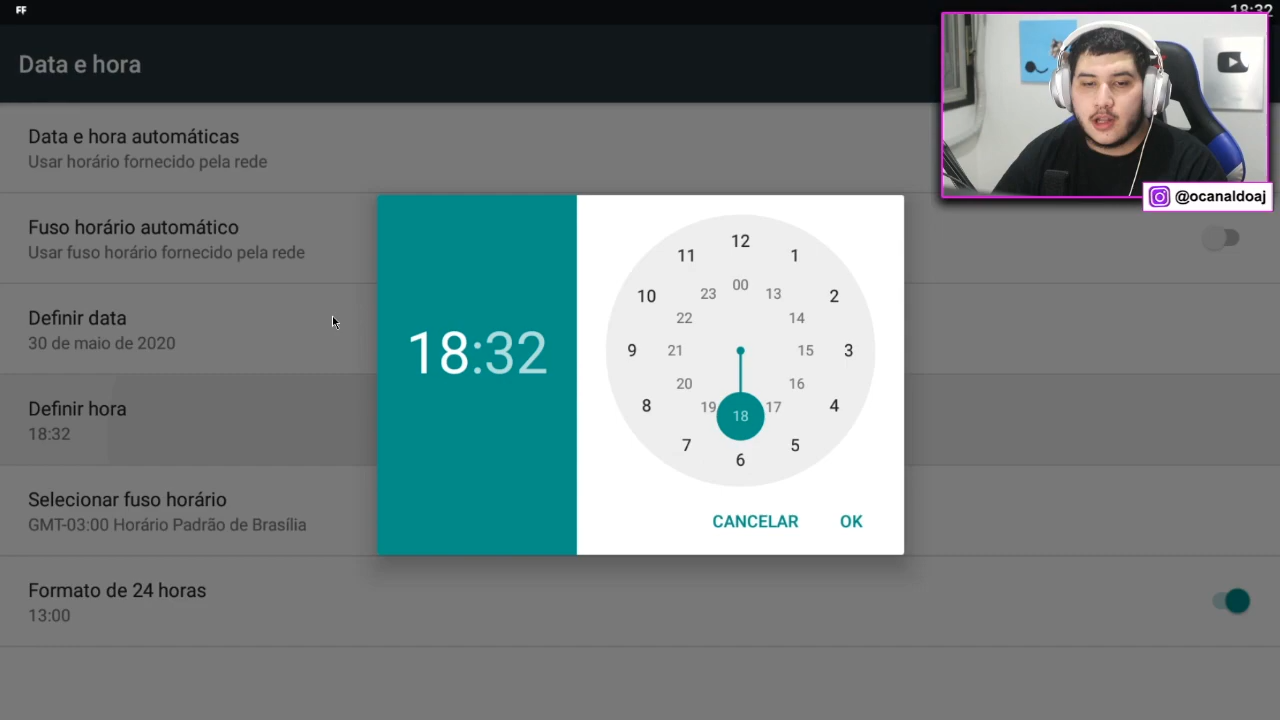 FF
18:32
Data e hora
Data e hora automáticas
Usar horário fornecido pela rede
@ocanaldoaj
Fuso horário automático
Usar fuso horário fornecido pela rede
Definir data
30 de maio de 2020
Definir hora
18:32
Selecionar fuso horário
GMT-03:00 Horário Padrão de Brasília
Formato de 24 horas
13:00
18:32
12
11
1
00
23
13
10
2
22
14
9
21
15
3
20
16
8
4
19
18
17
7
5
6
CANCELAR
OK